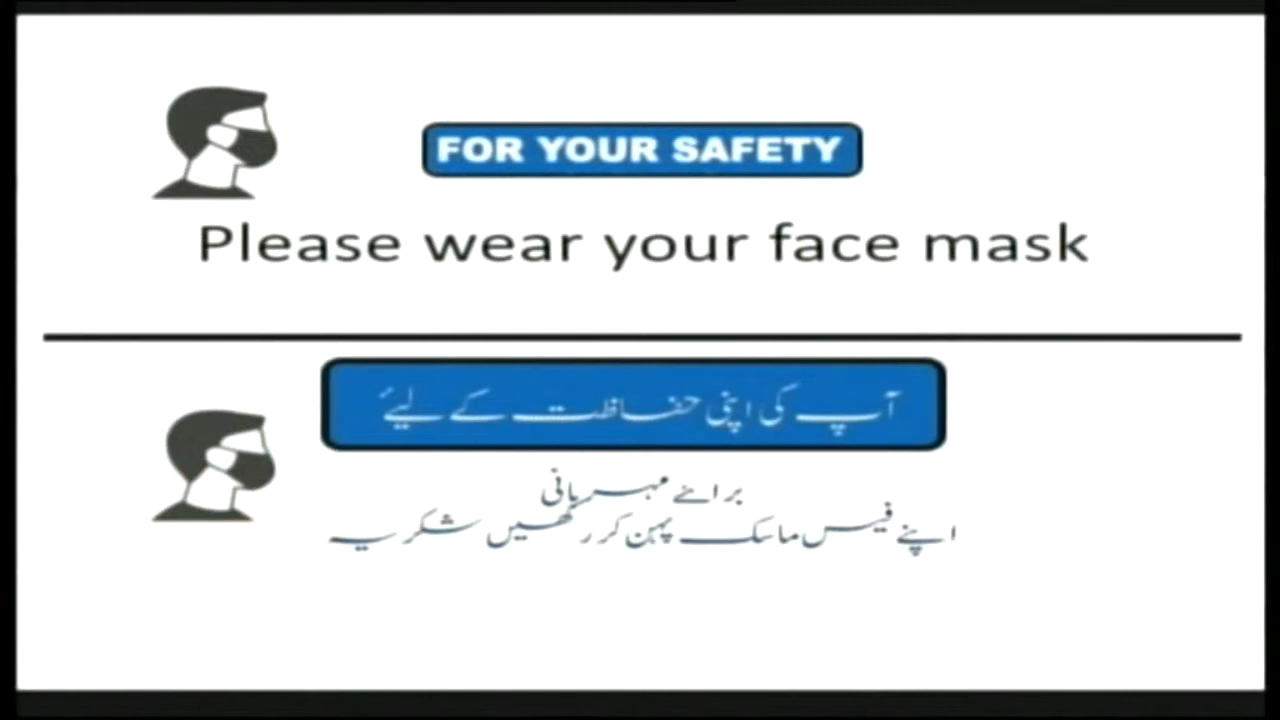 FOR YOUR SAFETY
Please wear your face mask
آپ کی اپنی حفاظت کے لیئے
برائے مہربانی
اپنے فیس ماسک پہن کر رکھیں شکریہ